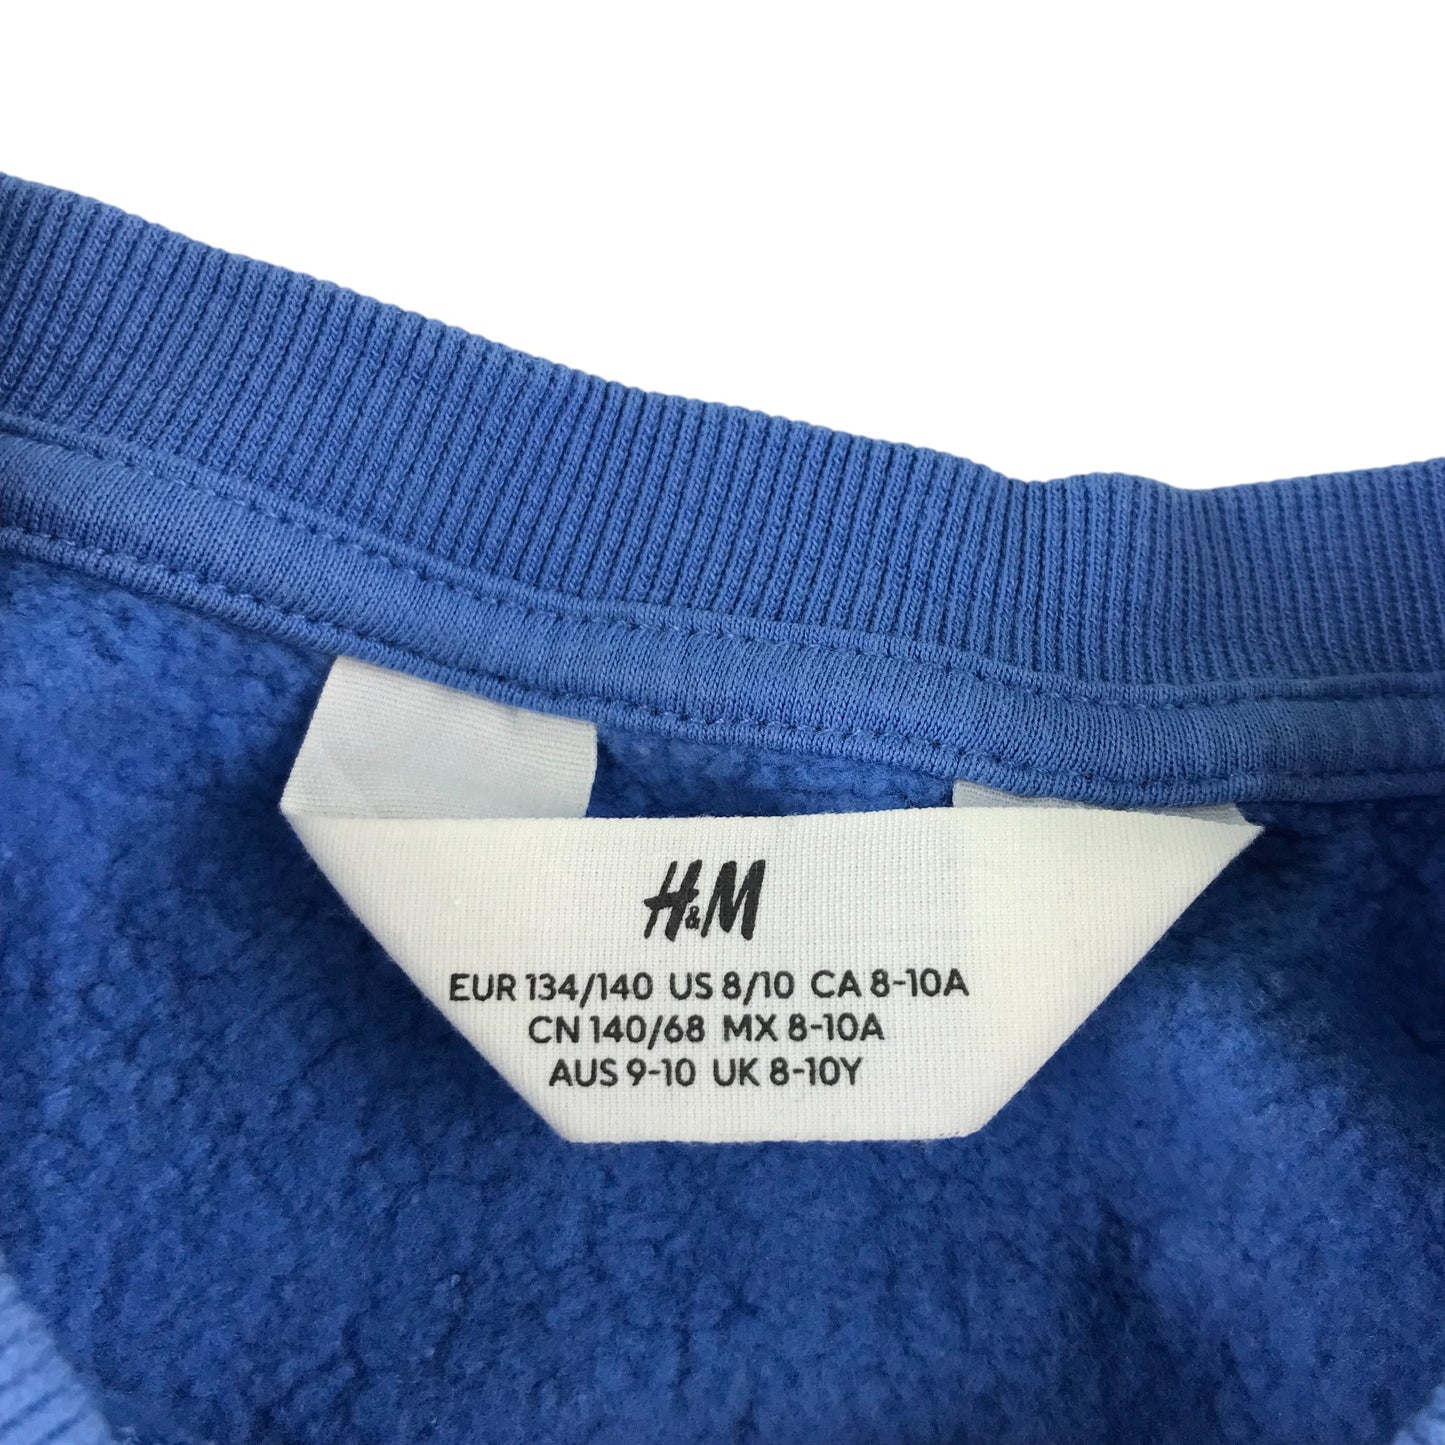 H&M
EUR 134/140 US 8/10 CA 8-10A
CN 140/68 MX 8-10A
AUS 9-10 UK 8-10Y